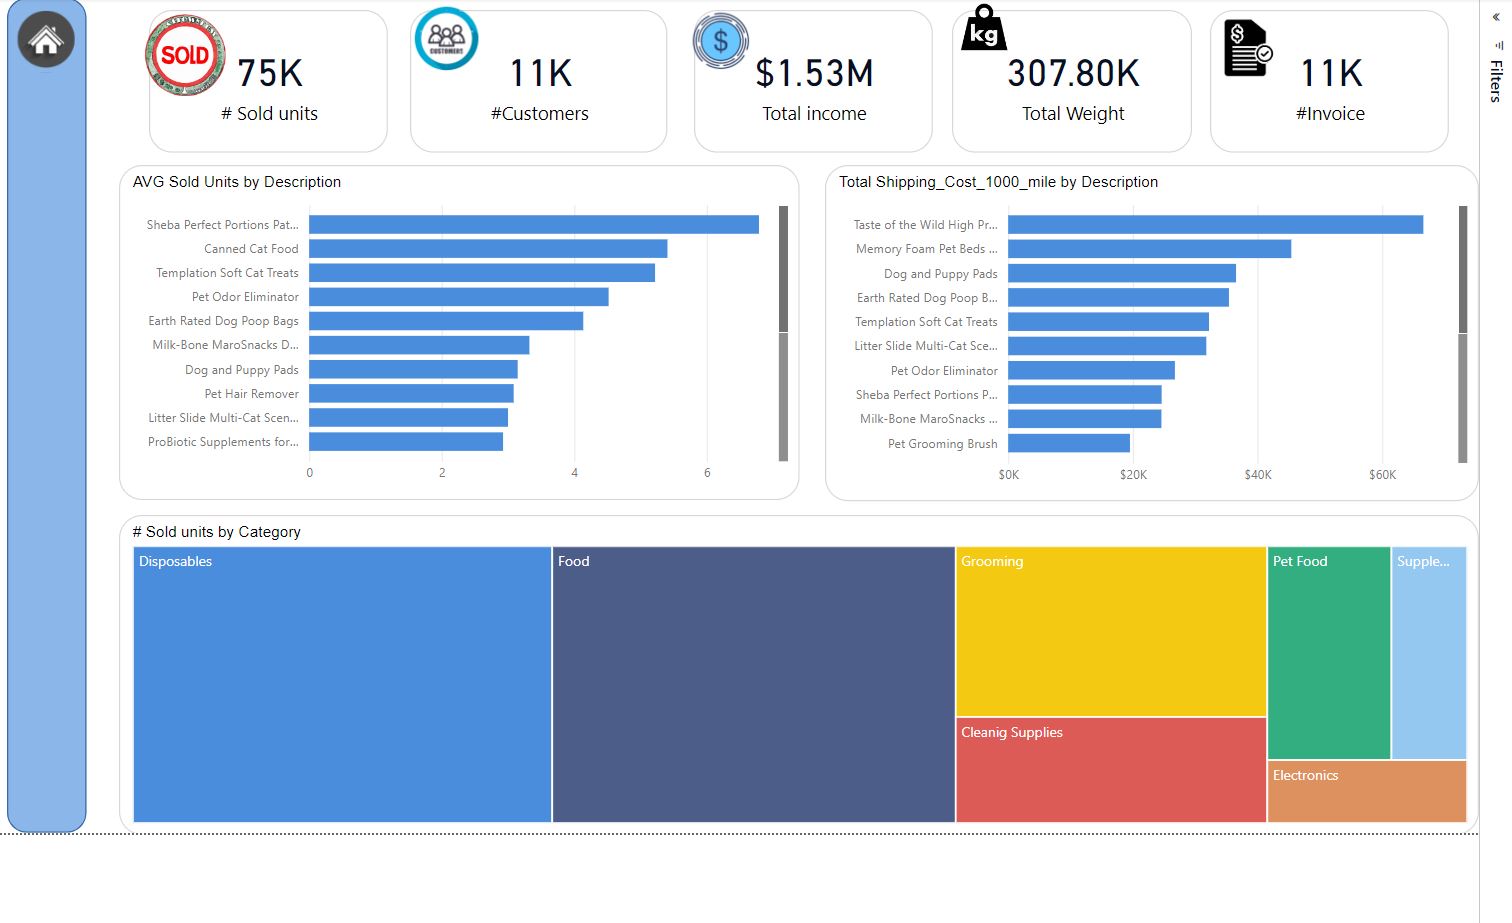 SOLD
75K
# Sold units
CUSTOMERS
11K
#Customers
$
$1.53M
Total income
kg
307.80K
Total Weight
$
11K
#Invoice
Filters
AVG Sold Units by Description
Sheba Perfect Portions Pat...
Canned Cat Food
Templation Soft Cat Treats
Pet Odor Eliminator
Earth Rated Dog Poop Bags
Milk-Bone MaroSnacks D...
Dog and Puppy Pads
Pet Hair Remover
Litter Slide Multi-Cat Scen...
ProBiotic Supplements for...
0 2 4 6
Total Shipping_Cost_1000_mile by Description
Taste of the Wild High Pr...
Memory Foam Pet Beds ...
Dog and Puppy Pads
Earth Rated Dog Poop B...
Templation Soft Cat Treats
Litter Slide Multi-Cat Sce...
Pet Odor Eliminator
Sheba Perfect Portions P...
Milk-Bone MaroSnacks ...
Pet Grooming Brush
$0K $20K $40K $60K
# Sold units by Category
Disposables
Food
Grooming
Cleanig Supplies
Pet Food
Supple...
Electronics